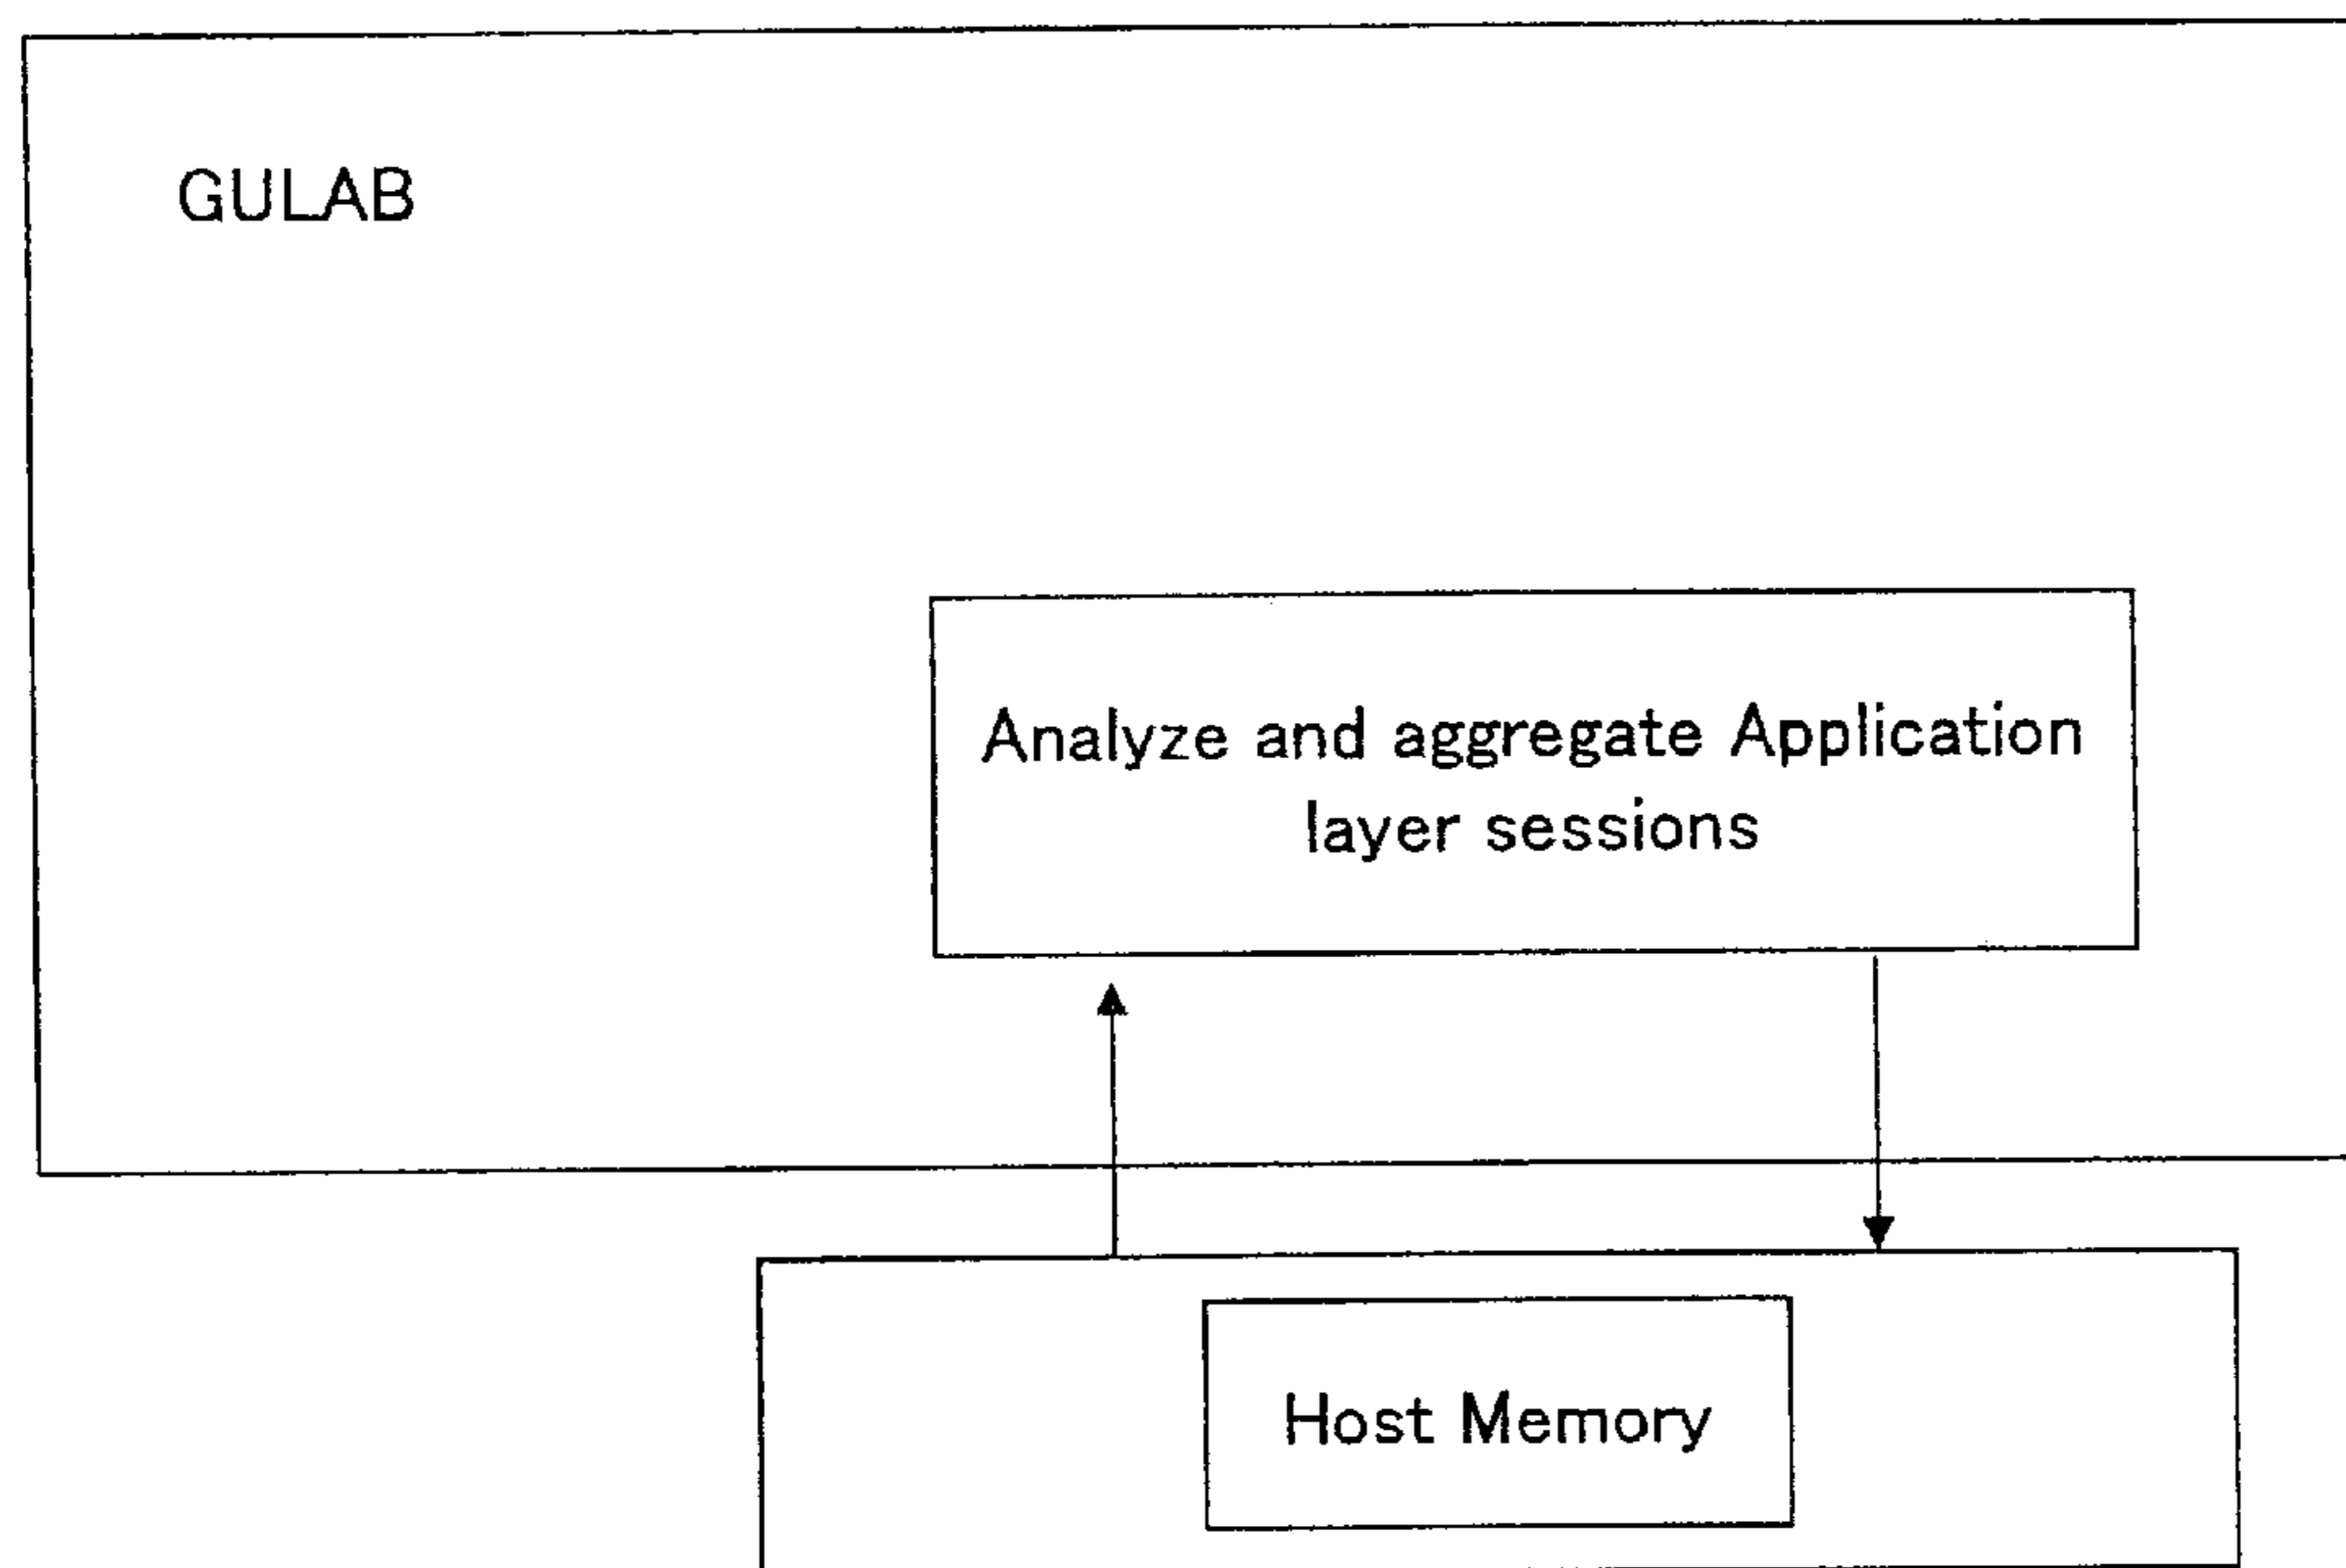 GULAB
Analyze and aggregate Application
layer sessions
Host Memory